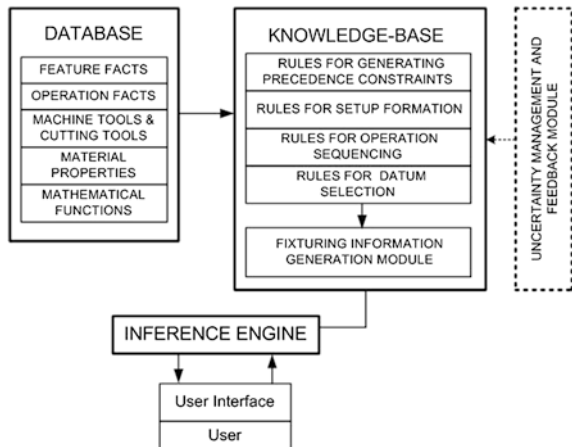 DATABASE
FEATURE FACTS
OPERATION FACTS
MACHINE TOOLS &
CUTTING TOOLS
MATERIAL
PROPERTIES
MATHEMATICAL
FUNCTIONS
KNOWLEDGE-BASE
RULES FOR GENERATING
PRECEDENCE CONSTRAINTS
RULES FOR SETUP FORMATION
RULES FOR OPERATION
SEQUENCING
RULES FOR DATUM
SELECTION
FIXTURING INFORMATION
GENERATION MODULE
UNCERTAINTY MANAGEMENT AND
FEEDBACK MODULE
INFERENCE ENGINE
User Interface
User